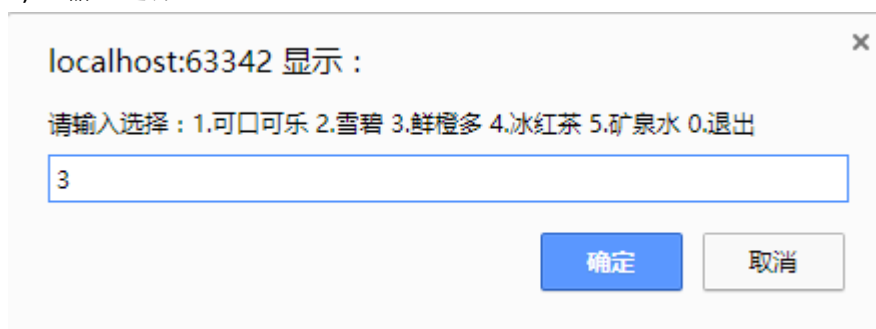 localhost:63342 显示：
×
请输入选择：1.可口可乐 2.雪碧 3.鲜橙多 4.冰红茶 5.矿泉水 0.退出
3
确定
取消